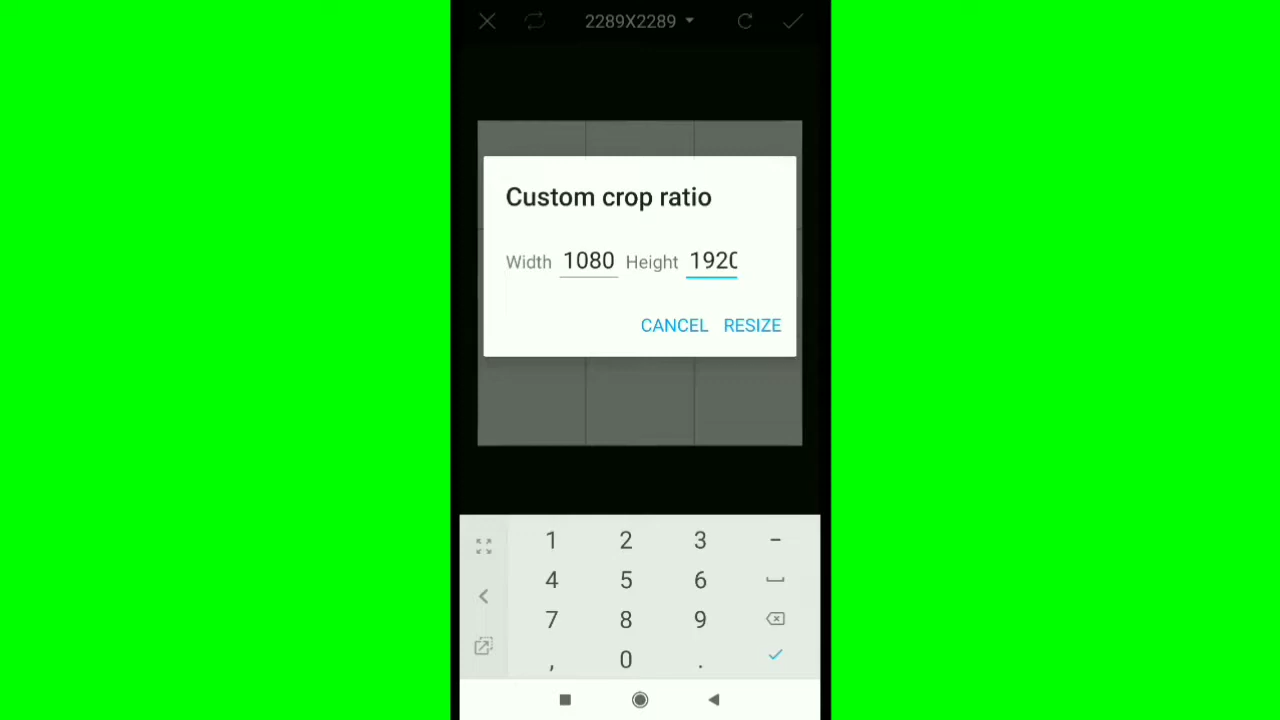 2289X2289
Custom crop ratio
Width 1080 Height 1920
CANCEL RESIZE
1 2 3 -
4 5 6
7 8 9
, 0 .